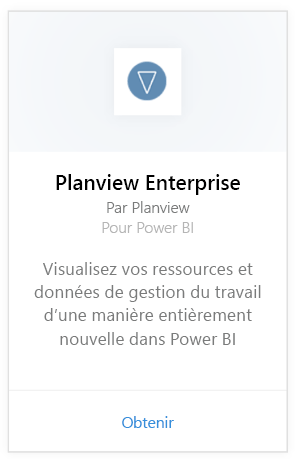 Planview Enterprise
Par Planview
Pour Power BI
Visualisez vos ressources et
données de gestion du travail
d’une manière entièrement
nouvelle dans Power BI
Obtenir